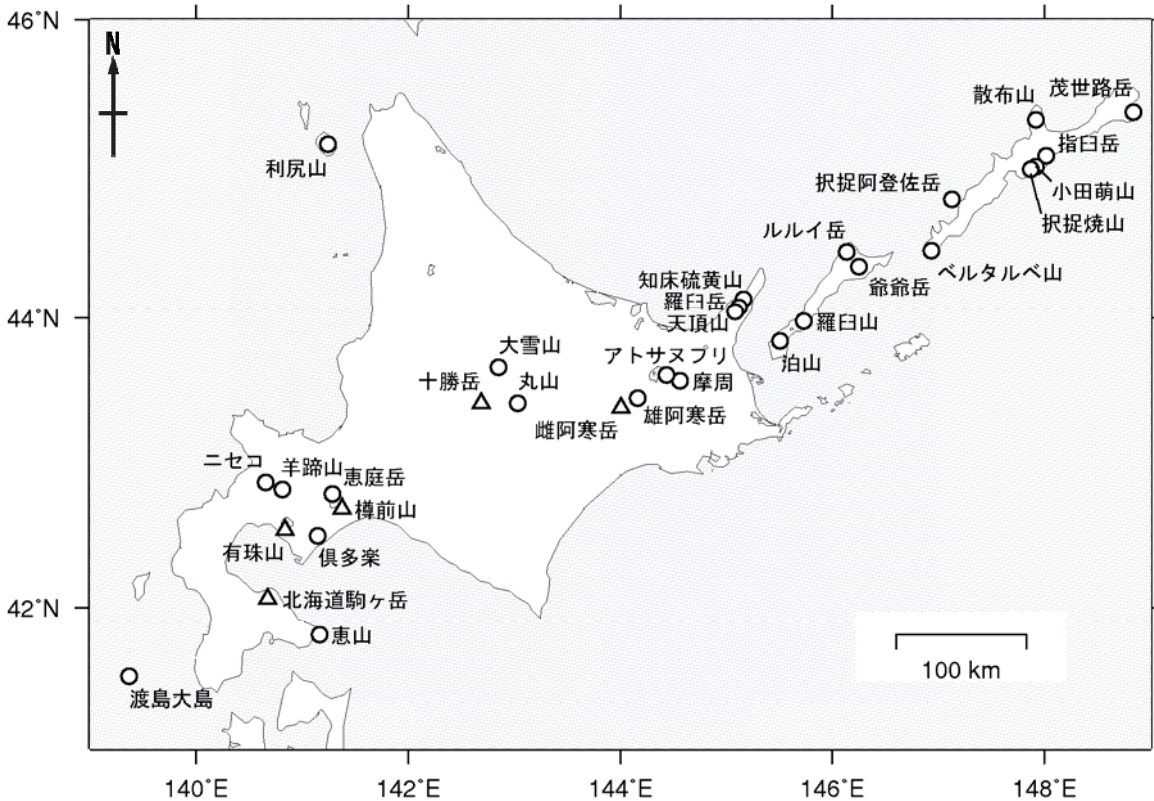 46°N
N
散布山
茂世路岳
指臼岳
利尻山
択捉阿登佐岳
小田萌山
択捉焼山
ルルイ岳
ベルタルベ山
知床硫黄山
爺爺岳
羅臼岳
44°N
天頂山
羅臼山
大雪山
アトサヌプリ
泊山
十勝岳
丸山
摩周
雌阿寒岳
雄阿寒岳
ニセコ
羊蹄山
恵庭岳
樽前山
有珠山
倶多楽
北海道駒ヶ岳
42°N
恵山
100 km
渡島大島
140°E
142°E
144°E
146°E
148°E